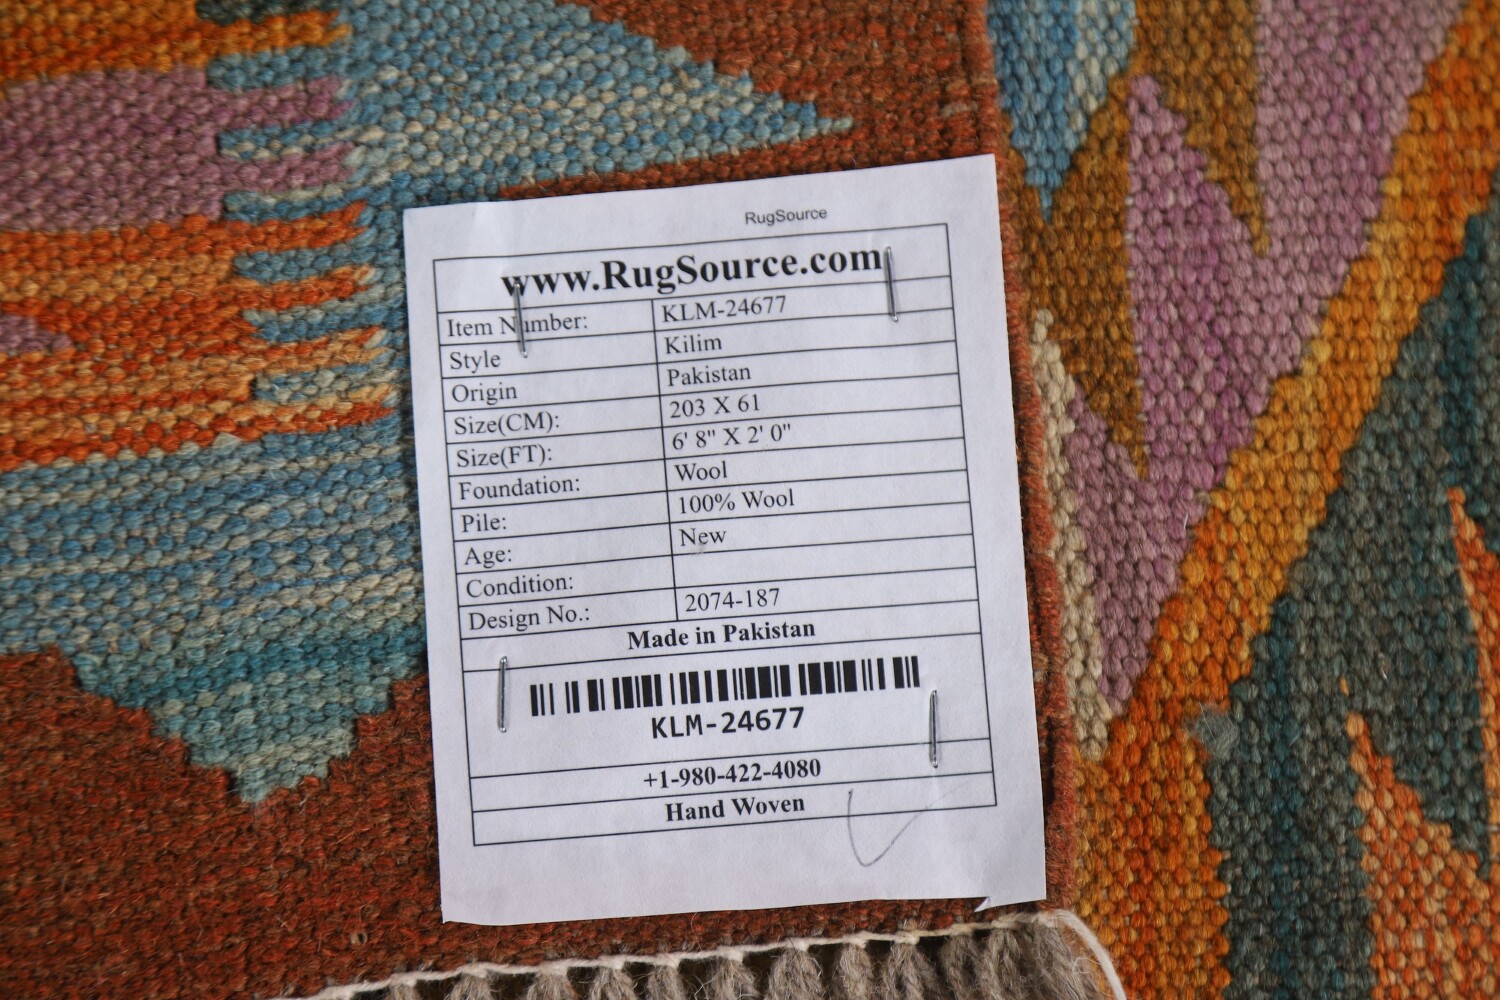 RugSource
www.RugSource.com
Item Number: KLM-24677
Style Kilim
Origin Pakistan
Size(CM): 203 X 61
Size(FT): 6' 8" X 2' 0"
Foundation: Wool
Pile: 100% Wool
Age: New
Condition:
Design No.: 2074-187
Made in Pakistan
KLM-24677
+1-980-422-4080
Hand Woven